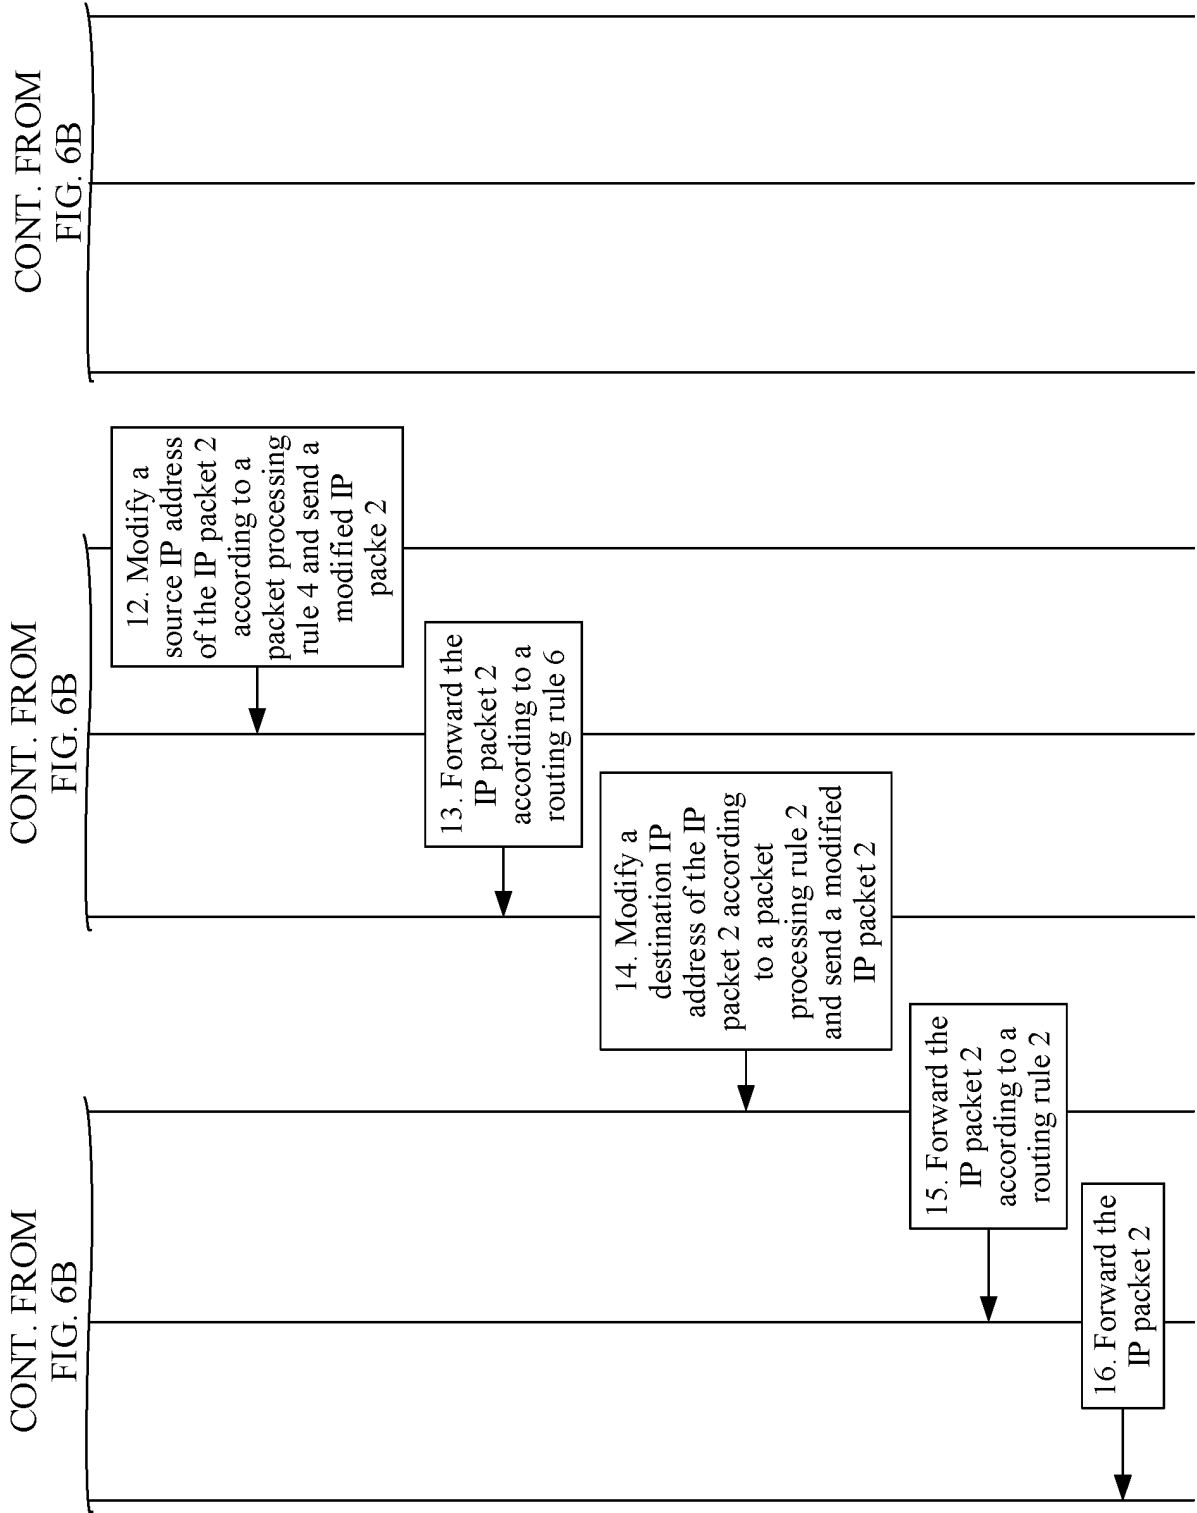 CONT. FROM
FIG. 6B
CONT. FROM
FIG. 6B
CONT. FROM
FIG. 6B
12. Modify a
source IP address
of the IP packet 2
according to a
packet processing
rule 4 and send a
modified IP
packe 2
13. Forward the
IP packet 2
according to a
routing rule 6
14. Modify a
destination IP
address of the IP
packet 2 according
to a packet
processing rule 2
and send a modified
IP packet 2
15. Forward the
IP packet 2
according to a
routing rule 2
16. Forward the
IP packet 2